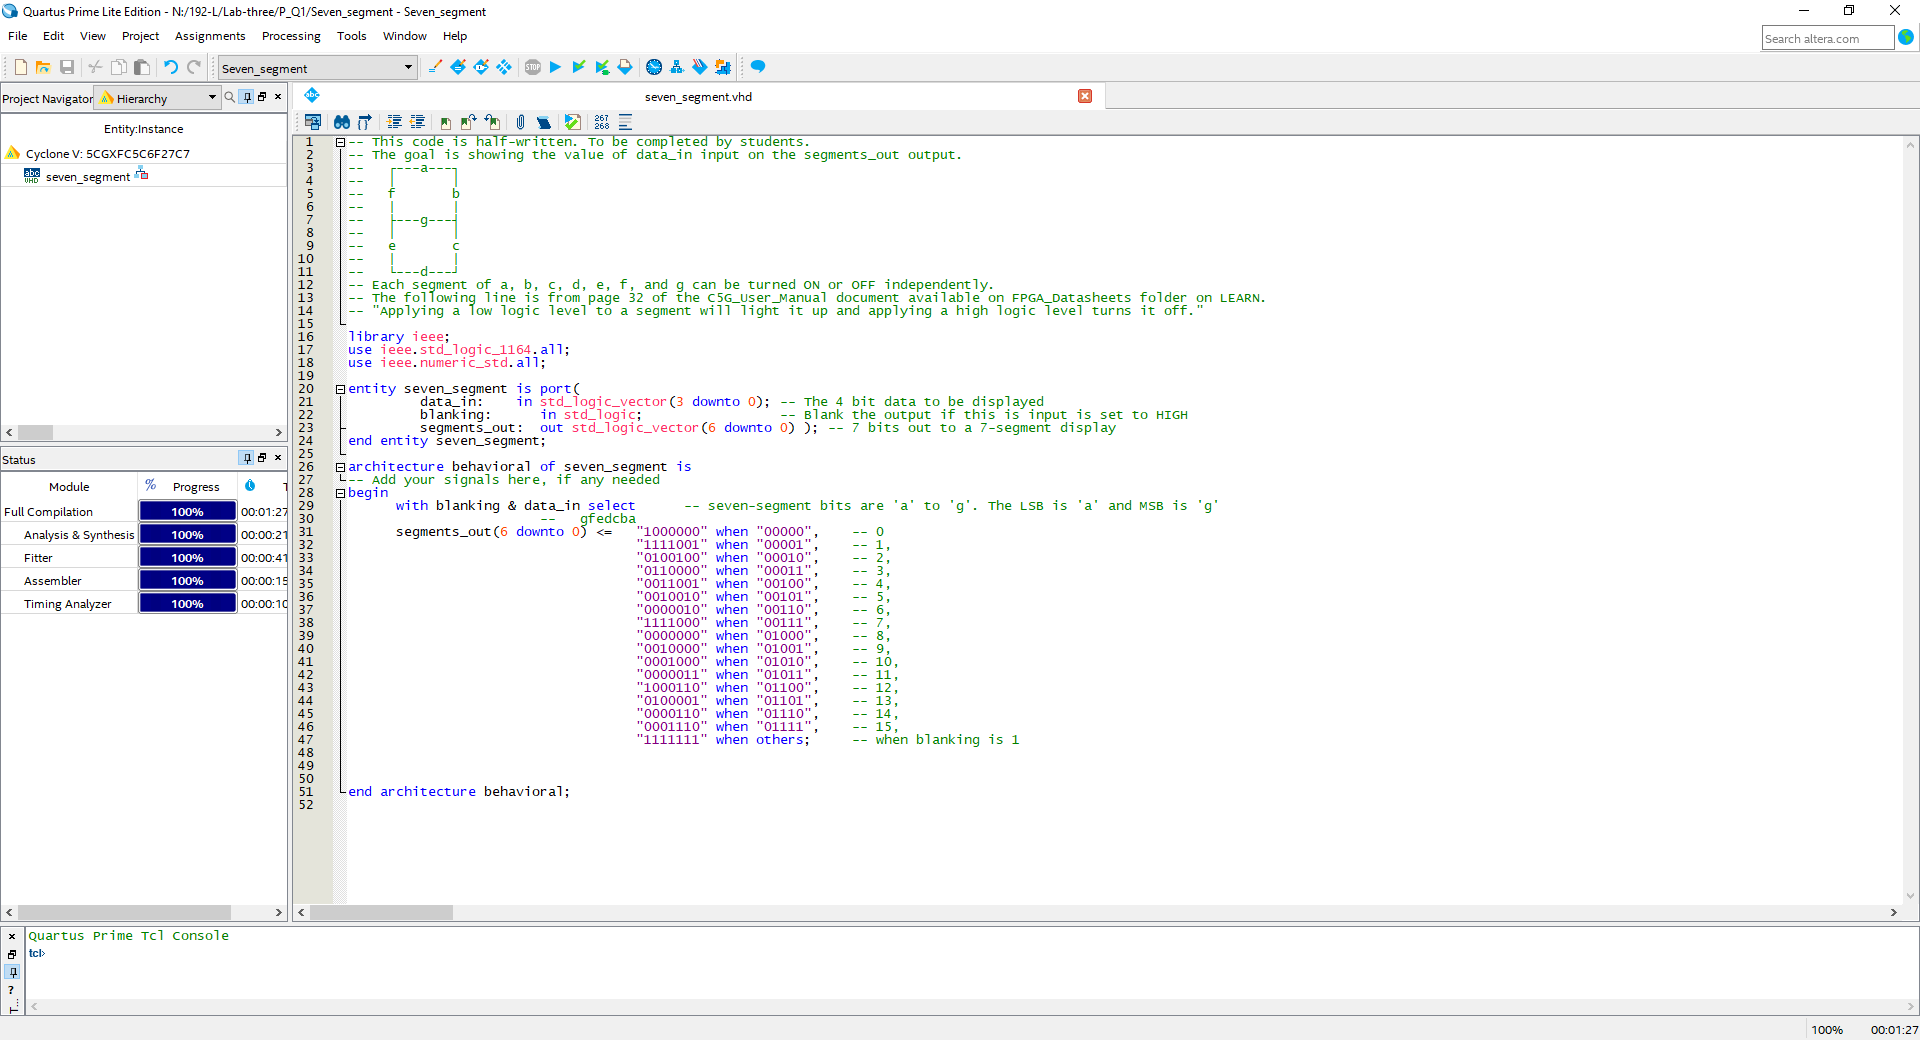 Quartus Prime Lite Edition - N:/192-L/Lab-three/P_Q1/Seven_segment - Seven_segment
File Edit View Project Assignments Processing Tools Window Help
Search altera.com
Seven_segment
Project Navigator Hierarchy
Entity:Instance
Cyclone V: 5CGXFC5C6F27C7
seven_segment
Status
Module % Progress T
Full Compilation 100% 00:01:27
Analysis & Synthesis 100% 00:00:21
Fitter 100% 00:00:41
Assembler 100% 00:00:15
Timing Analyzer 100% 00:00:10
seven_segment.vhd
267
268
1 -- This code is half-written. To be completed by students.
2 -- The goal is showing the value of data_in input on the segments_out output.
3 -- ┌---a---┐
4 -- │ │
5 -- f b
6 -- │ │
7 -- ├---g---┤
8 -- │ │
9 -- e c
10 -- │ │
11 -- └---d---┘
12 -- Each segment of a, b, c, d, e, f, and g can be turned ON or OFF independently.
13 -- The following line is from page 32 of the C5G_User_Manual document available on FPGA_Datasheets folder on LEARN.
14 -- "Applying a low logic level to a segment will light it up and applying a high logic level turns it off."
15
16 library ieee;
17 use ieee.std_logic_1164.all;
18 use ieee.numeric_std.all;
19
20 entity seven_segment is port(
21 data_in: in std_logic_vector(3 downto 0); -- The 4 bit data to be displayed
22 blanking: in std_logic; -- Blank the output if this is input is set to HIGH
23 segments_out: out std_logic_vector(6 downto 0) ); -- 7 bits out to a 7-segment display
24 end entity seven_segment;
25
26 architecture behavioral of seven_segment is
27 -- Add your signals here, if any needed
28 begin
29 with blanking & data_in select -- seven-segment bits are 'a' to 'g'. The LSB is 'a' and MSB is 'g'
30 -- gfedcba
31 segments_out(6 downto 0) <= "1000000" when "00000", -- 0
32 "1111001" when "00001", -- 1,
33 "0100100" when "00010", -- 2,
34 "0110000" when "00011", -- 3,
35 "0011001" when "00100", -- 4,
36 "0010010" when "00101", -- 5,
37 "0000010" when "00110", -- 6,
38 "1111000" when "00111", -- 7,
39 "0000000" when "01000", -- 8,
40 "0010000" when "01001", -- 9,
41 "0001000" when "01010", -- 10,
42 "0000011" when "01011", -- 11,
43 "1000110" when "01100", -- 12,
44 "0100001" when "01101", -- 13,
45 "0000110" when "01110", -- 14,
46 "0001110" when "01111", -- 15,
47 "1111111" when others; -- when blanking is 1
48
49
50
51 end architecture behavioral;
52
Quartus Prime Tcl Console
tcl>
100% 00:01:27